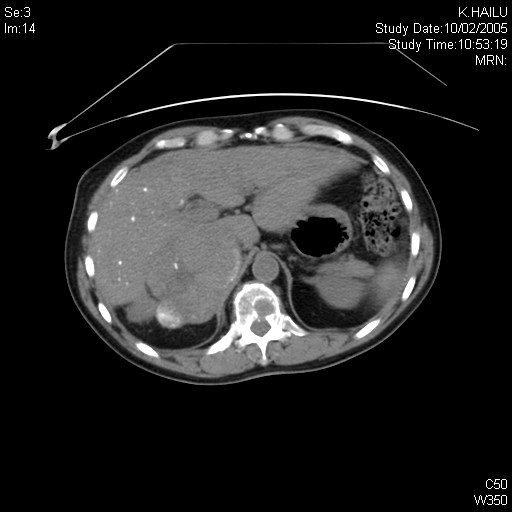 Se:3
Im:14
K.HAILU
Study Date:10/02/2005
Study Time:10:53:19
MRN:
C50
W350